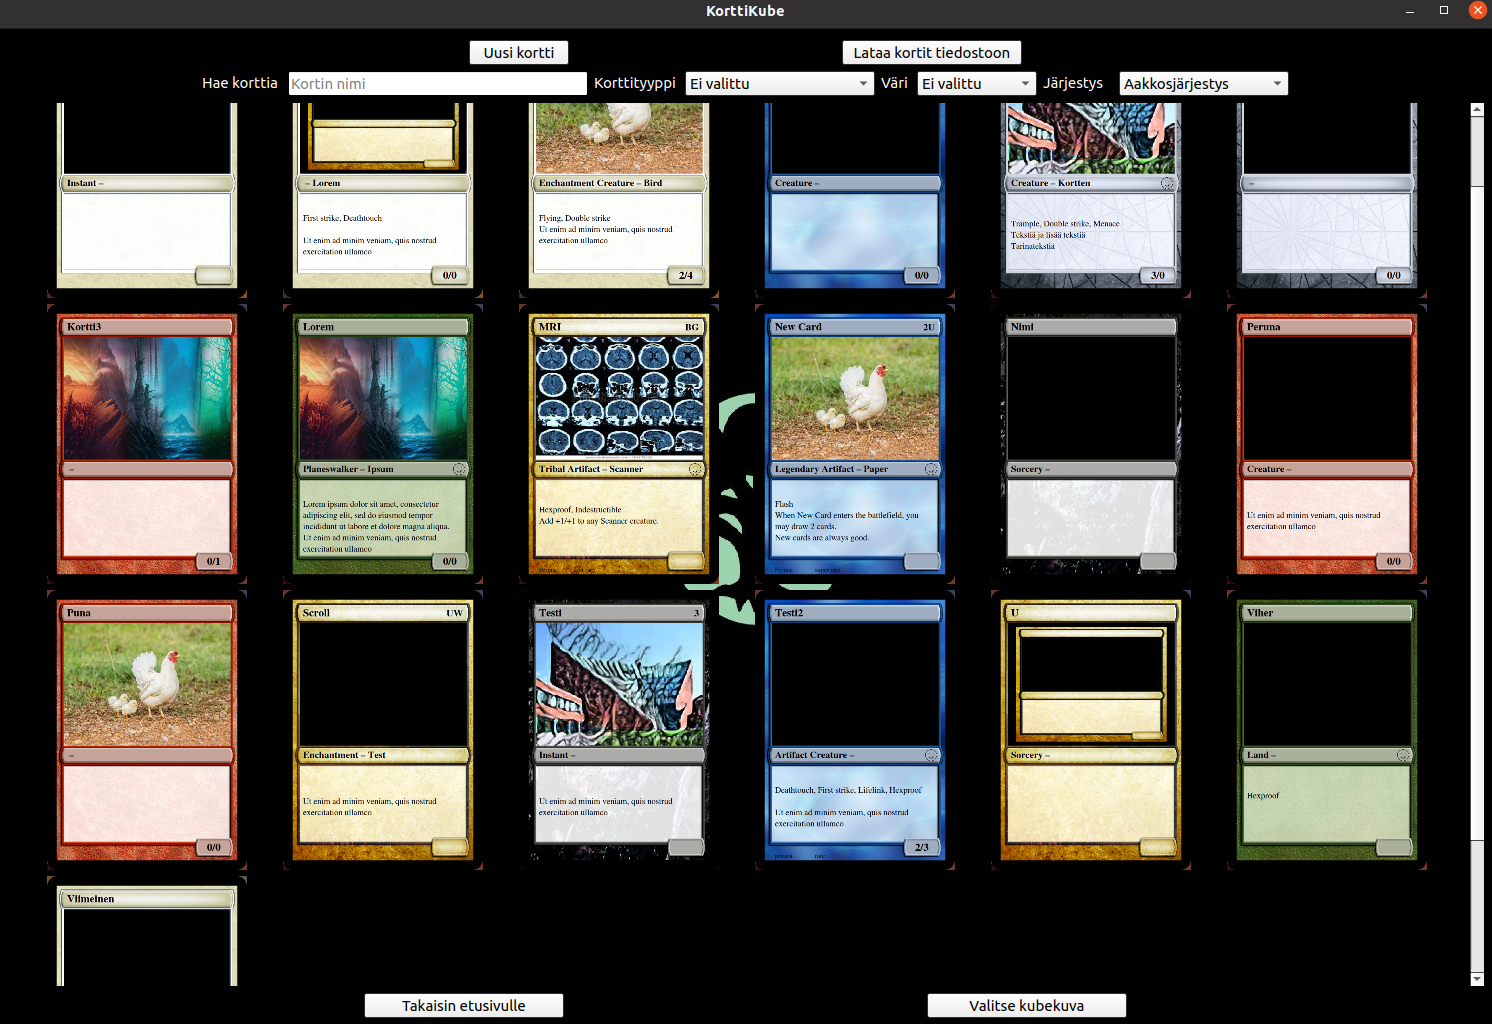 KorttiKube
Uusi kortti
Lataa kortit tiedostoon
Hae korttia
Kortin nimi
Korttityyppi
Ei valittu
Väri
Ei valittu
Järjestys
Aakkosjärjestys
Instant –
– Lorem
First strike, Deathtouch
Ut enim ad minim veniam, quis nostrud
exercitation ullamco
0/0
Enchantment Creature – Bird
Flying, Double strike
Ut enim ad minim veniam, quis nostrud
exercitation ullamco
2/4
Creature –
0/0
Creature – Kortten
Trample, Double strike, Menace
Tekstiä ja lisää tekstiä
Tarinatekstiä
3/0
–
0/0
Kortti3
–
0/1
Lorem
Planeswalker – Ipsum
Lorem ipsum dolor sit amet, consectetur
adipiscing elit, sed do eiusmod tempor
incididunt ut labore et dolore magna aliqua.
Ut enim ad minim veniam, quis nostrud
exercitation ullamco
0/0
MRI BG
Tribal Artifact – Scanner
Hexproof, Indestructible
Add +1/+1 to any Scanner creature.
New Card 2U
Legendary Artifact – Paper
Flash
When New Card enters the battlefield, you
may draw 2 cards.
New cards are always good.
Peruna super rare
Nimi
Sorcery –
Peruna
Creature –
Ut enim ad minim veniam, quis nostrud
exercitation ullamco
0/0
Puna
–
0/0
Scroll UW
Enchantment – Test
Ut enim ad minim veniam, quis nostrud
exercitation ullamco
Testi 3
Instant –
Ut enim ad minim veniam, quis nostrud
exercitation ullamco
Testi2
Artifact Creature –
Deathtouch, First strike, Lifelink, Hexproof
Ut enim ad minim veniam, quis nostrud
exercitation ullamco
2/3
peruna rare
U
Sorcery –
Viher
Land –
Hexproof
Viimeinen
Takaisin etusivulle
Valitse kubekuva